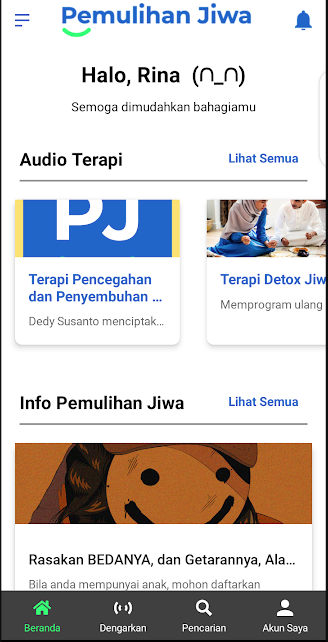 Pemulihan Jiwa
Halo, Rina (∩_∩)
Semoga dimudahkan bahagiamu
Audio Terapi
Lihat Semua
PJ
Terapi Pencegahan
dan Penyembuhan ...
Dedy Susanto menciptak...
Terapi Detox Jiw
Memprogram ulang
Info Pemulihan Jiwa
Lihat Semua
Rasakan BEDANYA, dan Getarannya, Ala...
Bila anda mempunyai anak, mohon daftarkan
Beranda
Dengarkan
Pencarian
Akun Saya